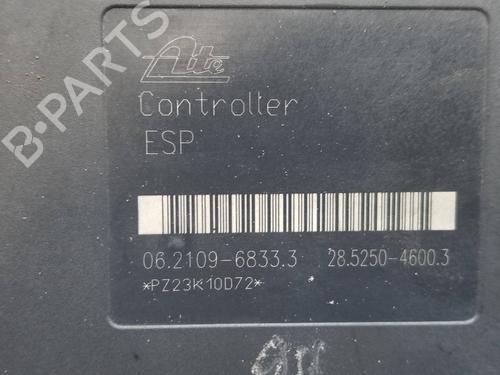 B-PARTS
Ate
Controller
ESP
06.2109-6833.3 28.5250-4600.3
*PZ23K10D72*